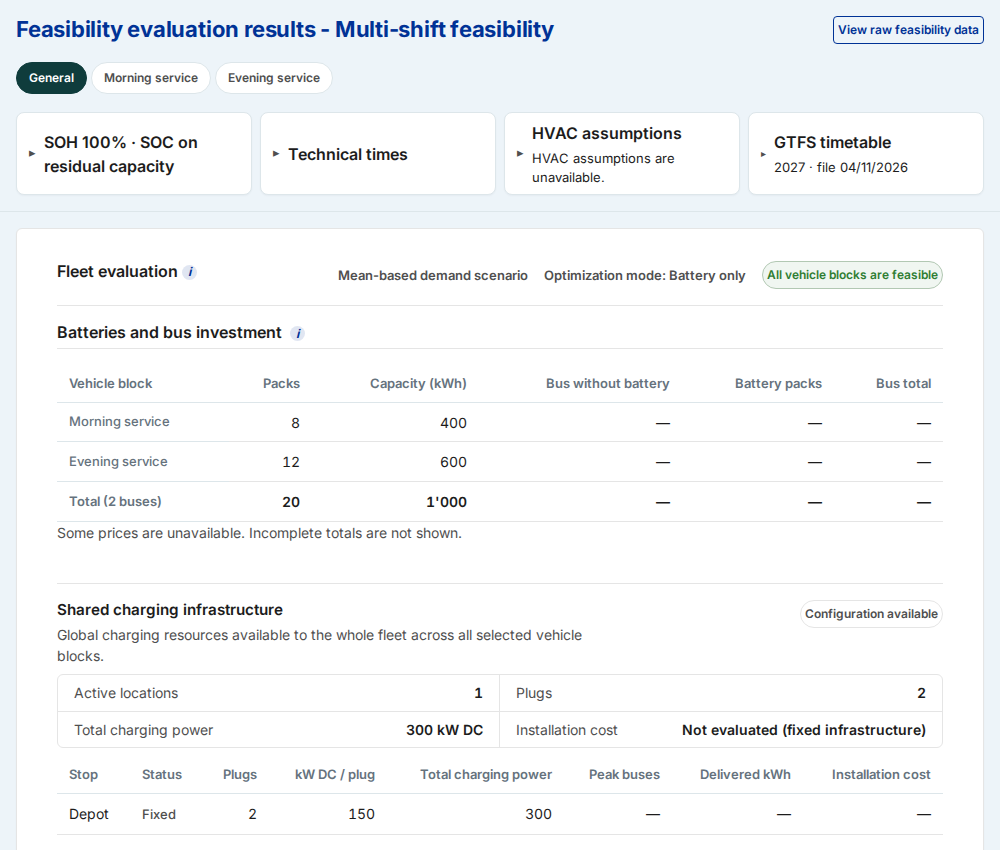 Feasibility evaluation results - Multi-shift feasibility
View raw feasibility data
General
Morning service
Evening service
SOH 100% · SOC on
residual capacity
Technical times
HVAC assumptions
HVAC assumptions are
unavailable.
GTFS timetable
2027 · file 04/11/2026
Fleet evaluation i
Mean-based demand scenario
Optimization mode: Battery only
All vehicle blocks are feasible
Batteries and bus investment i
Vehicle block Packs Capacity (kWh) Bus without battery Battery packs Bus total
Morning service 8 400 — — —
Evening service 12 600 — — —
Total (2 buses) 20 1'000 — — —
Some prices are unavailable. Incomplete totals are not shown.
Shared charging infrastructure
Configuration available
Global charging resources available to the whole fleet across all selected vehicle
blocks.
Active locations 1 Plugs 2
Total charging power 300 kW DC Installation cost Not evaluated (fixed infrastructure)
Stop Status Plugs kW DC / plug Total charging power Peak buses Delivered kWh Installation cost
Depot Fixed 2 150 300 — — —